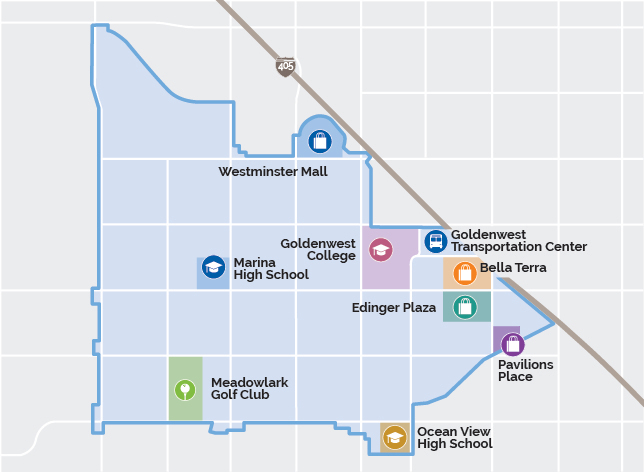 405
Westminster Mall
Goldenwest
Transportation Center
Goldenwest
College
Marina
High School
Bella Terra
Edinger Plaza
Pavilions
Place
Meadowlark
Golf Club
Ocean View
High School